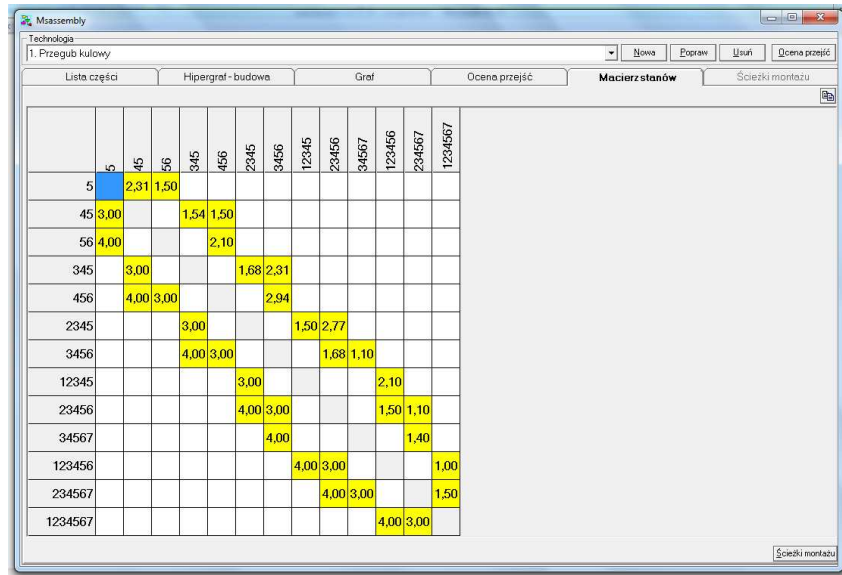 Msassembly
Technologia
1. Przegub kulowy
Nowa Popraw Usuń Ocena przejść
Lista części Hipergraf - budowa Graf Ocena przejść Macierz stanów Ścieżki montażu
5 45 56 345 456 2345 3456 12345 23456 34567 123456 234567 1234567
5 2,31 1,50
45 3,00 1,54 1,50
56 4,00 2,10
345 3,00 1,68 2,31
456 4,00 3,00 2,94
2345 3,00 1,50 2,77
3456 4,00 3,00 1,68 1,10
12345 3,00 2,10
23456 4,00 3,00 1,50 1,10
34567 4,00 1,40
123456 4,00 3,00 1,00
234567 4,00 3,00 1,50
1234567 4,00 3,00
Ścieżki montażu